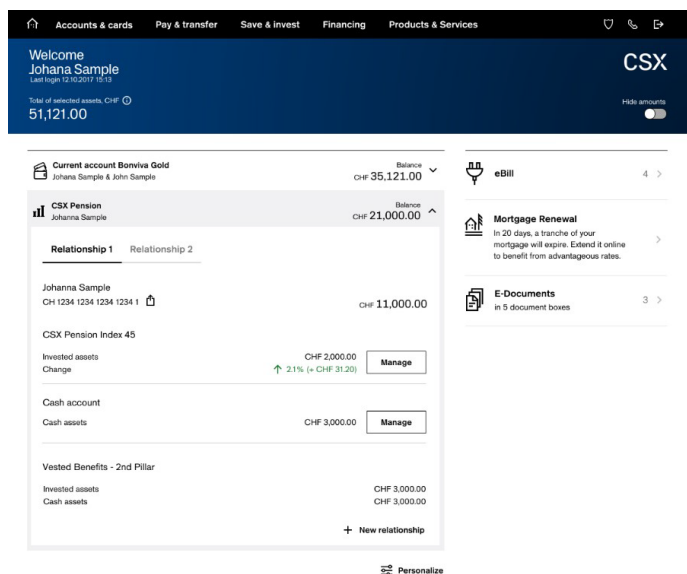 Accounts & cards Pay & transfer Save & invest Financing Products & Services
Welcome
Johana Sample
Last login 12.10.2017 15:13
CSX
Total of selected assets, CHF
51,121.00
Hide amounts
Current account Bonviva Gold
Johana Sample & John Sample
Balance
CHF 35,121.00
CSX Pension
Johanna Sample
Balance
CHF 21,000.00
Relationship 1 Relationship 2
Johanna Sample
CH 1234 1234 1234 1234 1
CHF 11,000.00
CSX Pension Index 45
Invested assets CHF 2,000.00
Change 2.1% (+ CHF 31.20)
Manage
Cash account
Cash assets CHF 3,000.00 Manage
Vested Benefits - 2nd Pillar
Invested assets CHF 3,000.00
Cash assets CHF 3,000.00
+ New relationship
Personalize
eBill 4
Mortgage Renewal
In 20 days, a tranche of your
mortgage will expire. Extend it online
to benefit from advantageous rates.
E-Documents
in 5 document boxes
3